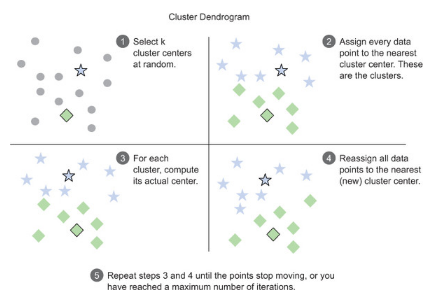 Cluster Dendrogram
1 Select k
cluster centers
at random.
2 Assign every data
point to the nearest
cluster center. These
are the clusters.
3 For each
cluster, compute
its actual center.
4 Reassign all data
points to the nearest
(new) cluster center.
5 Repeat steps 3 and 4 until the points stop moving, or you
have reached a maximum number of iterations.